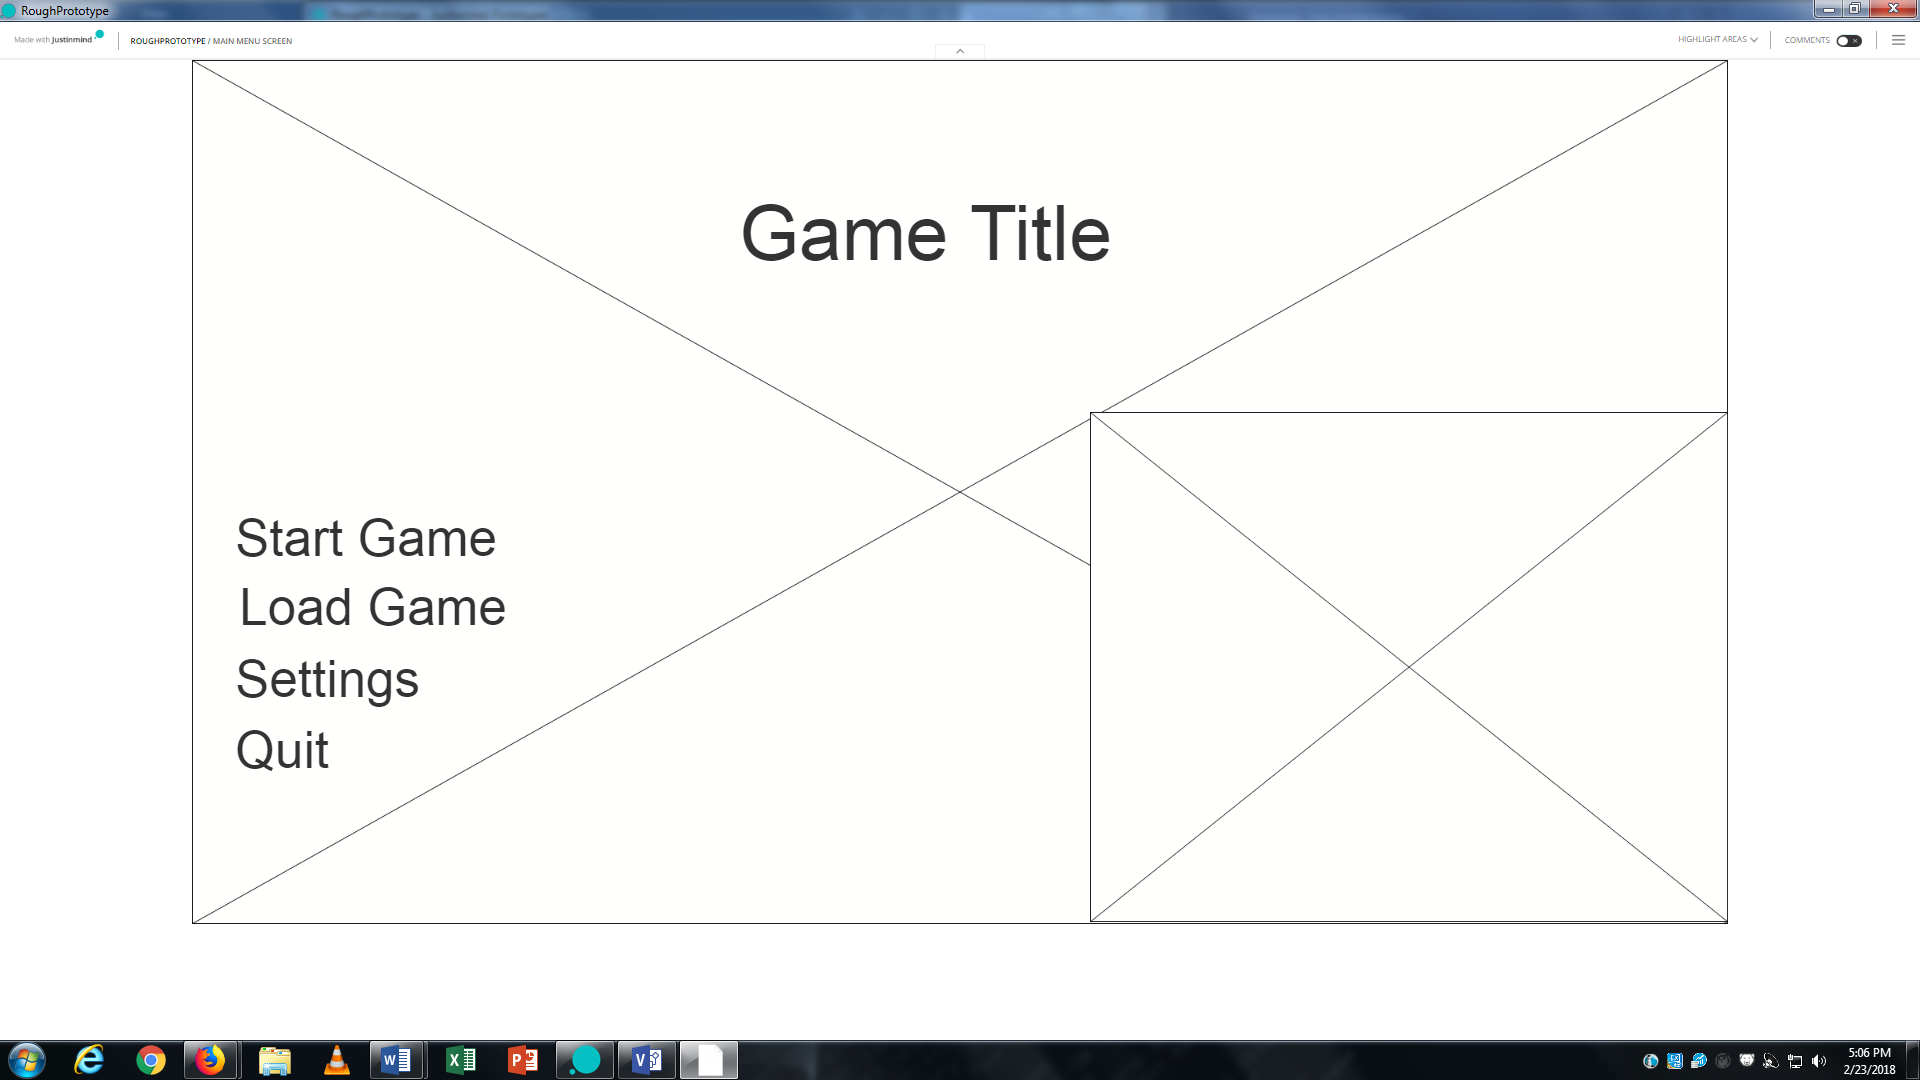 RoughPrototype
Made with Justinmind
ROUGHPROTOTYPE / MAIN MENU SCREEN
HIGHLIGHT AREAS
COMMENTS
Game Title
Start Game
Load Game
Settings
Quit
5:06 PM
2/23/2018